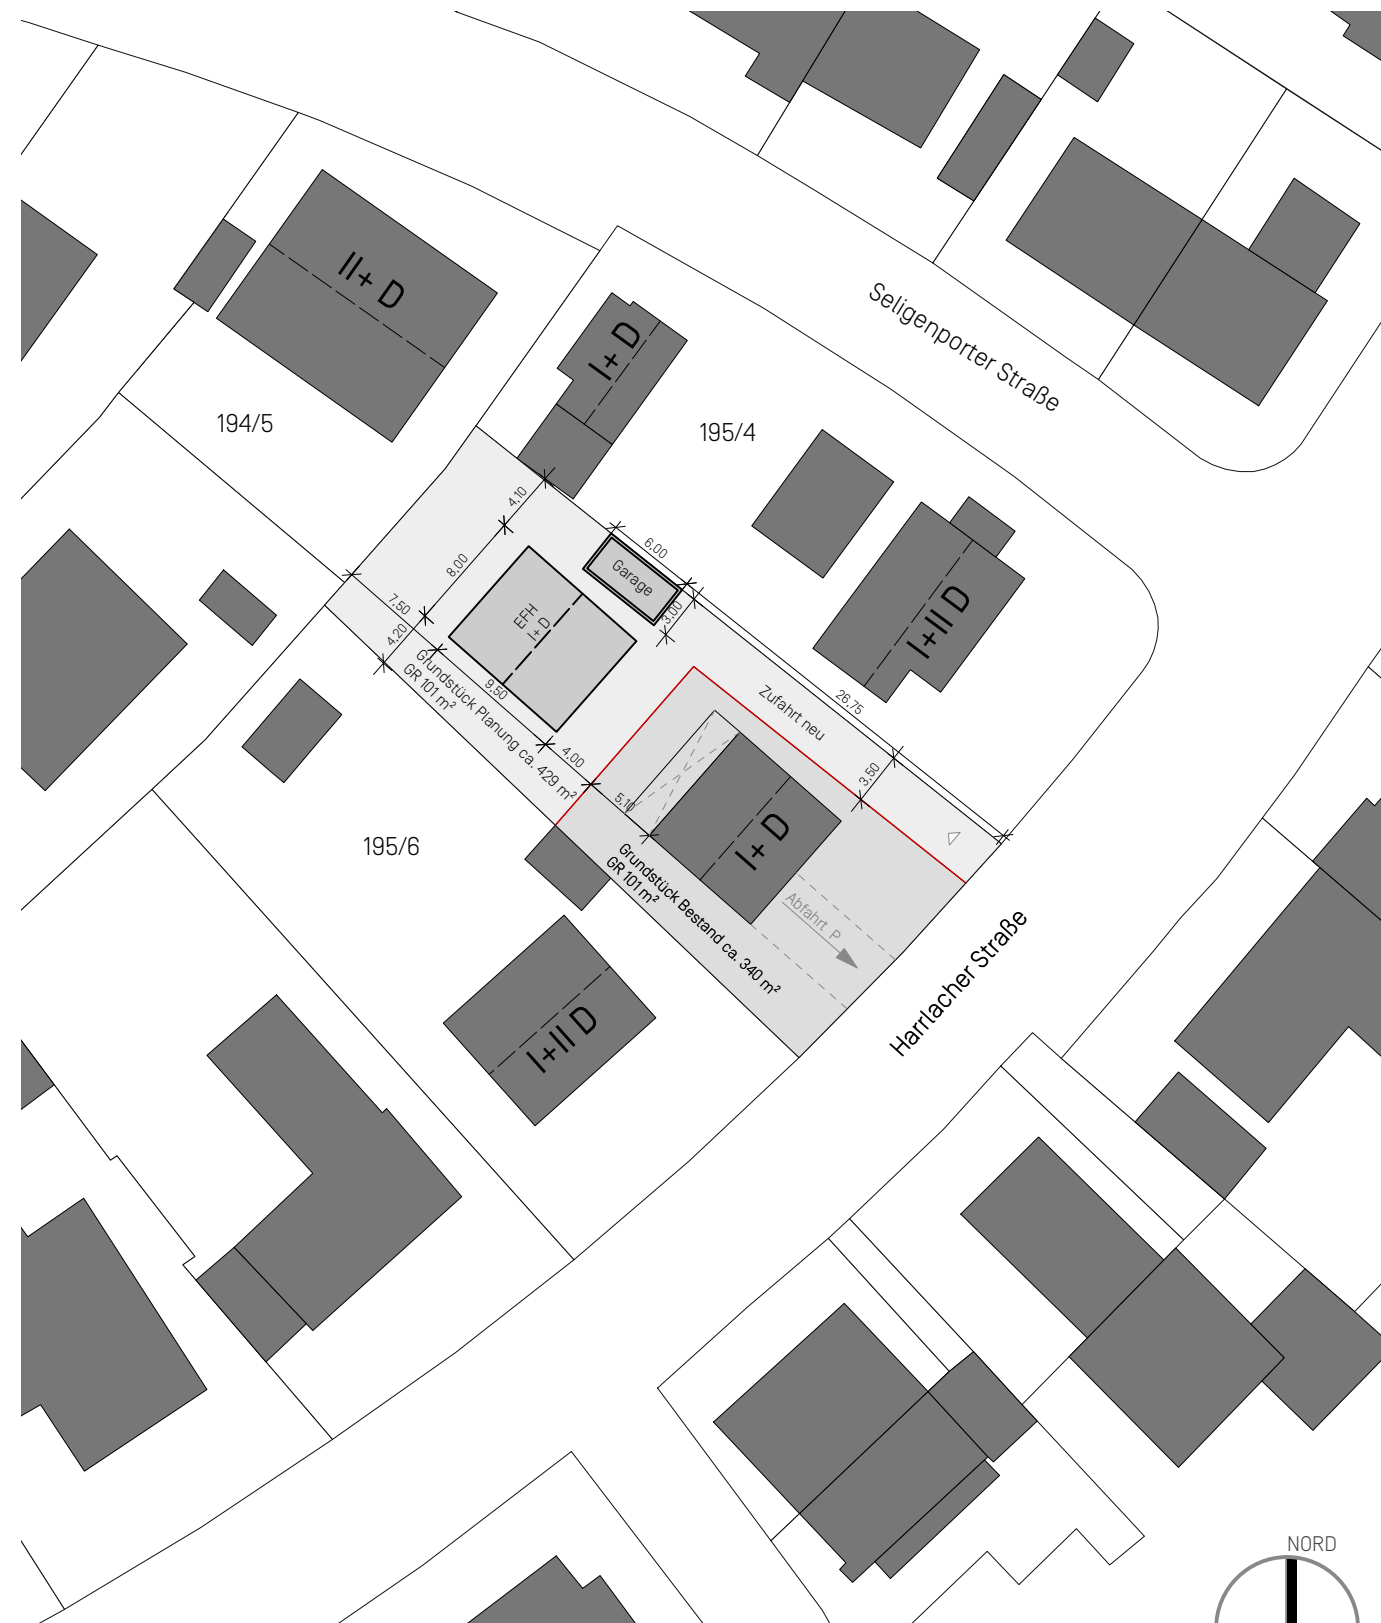 II+ D
I+ D
Seligenporter Straße
194/5
195/4
4,10
6,00
8,00
Garage
3,00
EFH
I+ D
7,50
4,20
I+II D
9,50
Grundstück Planung ca. 429 m²
GR 101 m²
Zufahrt neu
26,75
4,00
3,50
5,10
I+ D
195/6
Grundstück Bestand ca. 340 m²
GR 101 m²
Abfahrt P
Harrlacher Straße
I+II D
NORD